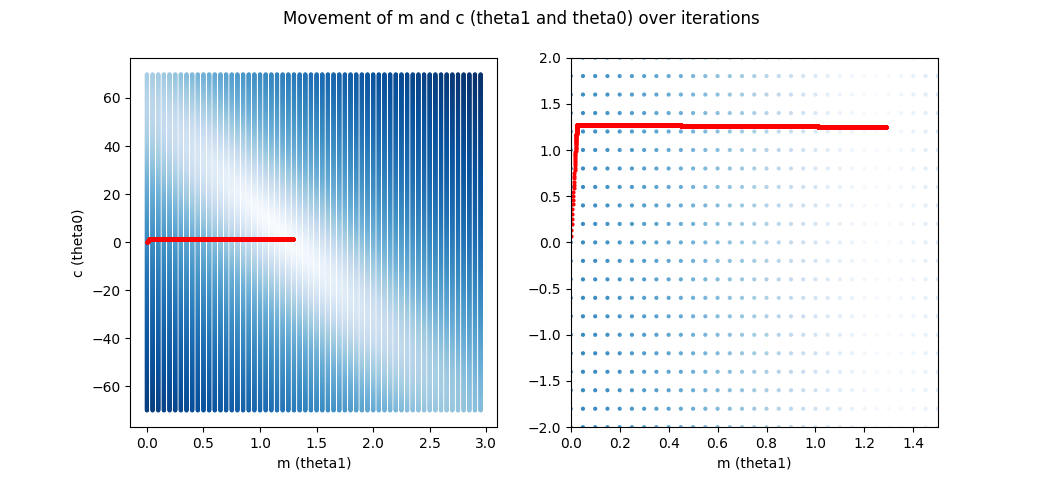 Movement of m and c (theta1 and theta0) over iterations
c (theta0)
60
40
20
0
−20
−40
−60
0.0 0.5 1.0 1.5 2.0 2.5 3.0
m (theta1)
2.0
1.5
1.0
0.5
0.0
−0.5
−1.0
−1.5
−2.0
0.0 0.2 0.4 0.6 0.8 1.0 1.2 1.4
m (theta1)